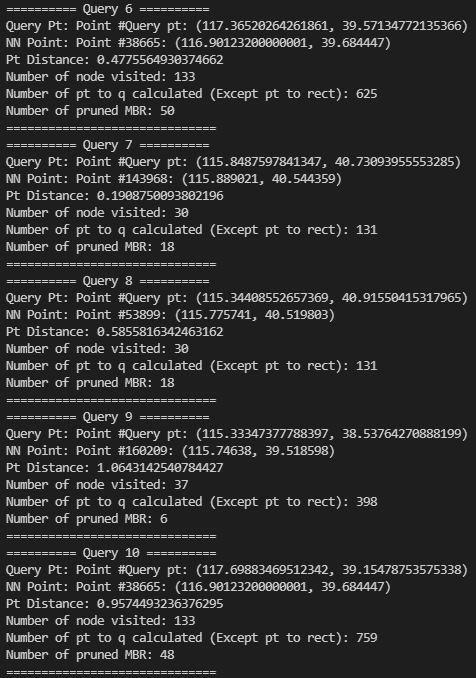 ========== Query 6 ==========
Query Pt: Point #Query pt: (117.36520264261861, 39.57134772135366)
NN Point: Point #38665: (116.90123200000001, 39.684447)
Pt Distance: 0.4775564930374662
Number of node visited: 133
Number of pt to q calculated (Except pt to rect): 625
Number of pruned MBR: 50
==============================
========== Query 7 ==========
Query Pt: Point #Query pt: (115.8487597841347, 40.73093955553285)
NN Point: Point #143968: (115.889021, 40.544359)
Pt Distance: 0.1908750093802196
Number of node visited: 30
Number of pt to q calculated (Except pt to rect): 131
Number of pruned MBR: 18
==============================
========== Query 8 ==========
Query Pt: Point #Query pt: (115.34408552657369, 40.91550415317965)
NN Point: Point #53899: (115.775741, 40.519803)
Pt Distance: 0.5855816342463162
Number of node visited: 30
Number of pt to q calculated (Except pt to rect): 131
Number of pruned MBR: 18
==============================
========== Query 9 ==========
Query Pt: Point #Query pt: (115.33347377788397, 38.53764270888199)
NN Point: Point #160209: (115.74638, 39.518598)
Pt Distance: 1.0643142540784427
Number of node visited: 37
Number of pt to q calculated (Except pt to rect): 398
Number of pruned MBR: 6
==============================
========== Query 10 ==========
Query Pt: Point #Query pt: (117.69883469512342, 39.15478753575338)
NN Point: Point #38665: (116.90123200000001, 39.684447)
Pt Distance: 0.9574493236376295
Number of node visited: 133
Number of pt to q calculated (Except pt to rect): 759
Number of pruned MBR: 48
==============================